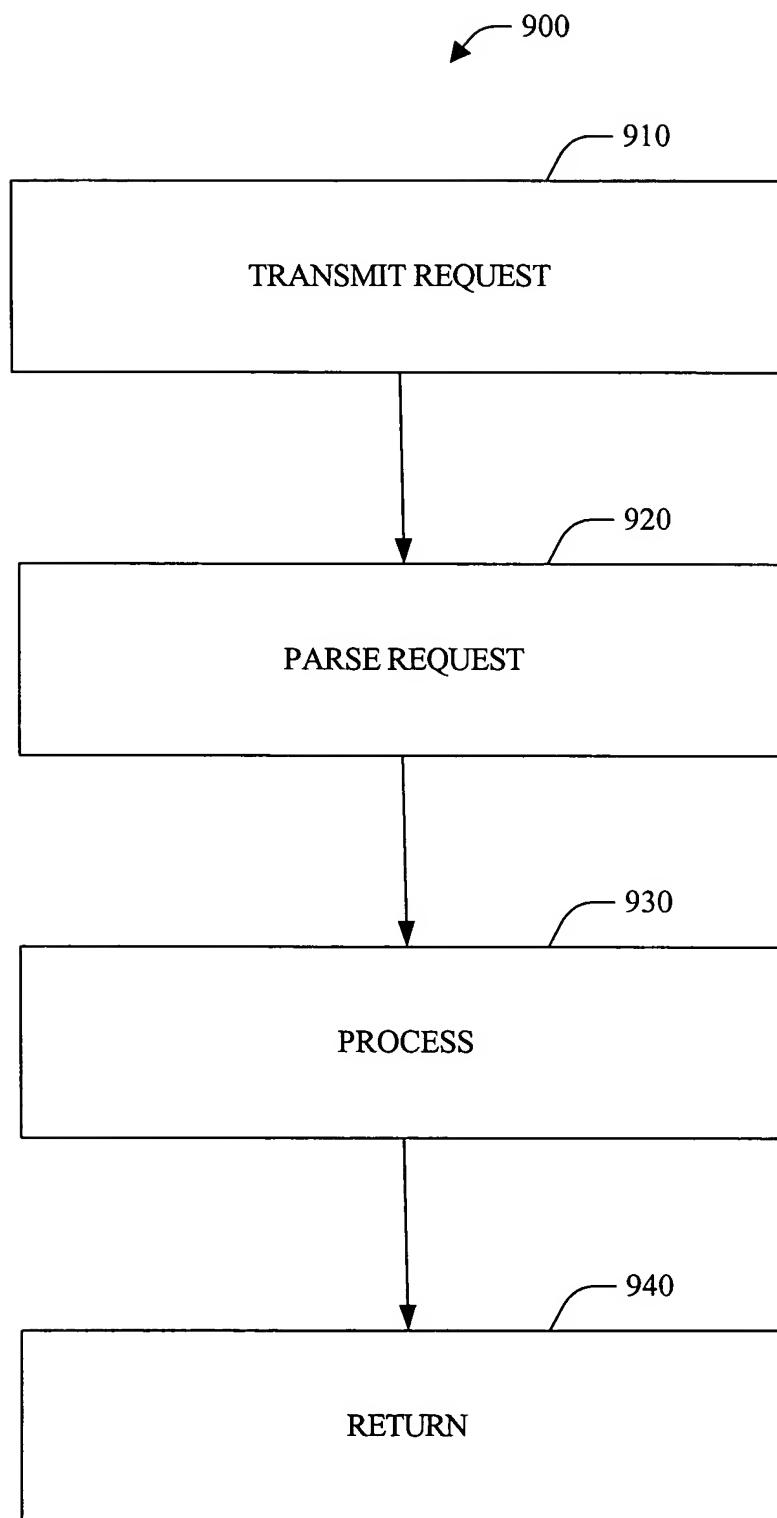 900
910
TRANSMIT REQUEST
920
PARSE REQUEST
930
PROCESS
940
RETURN